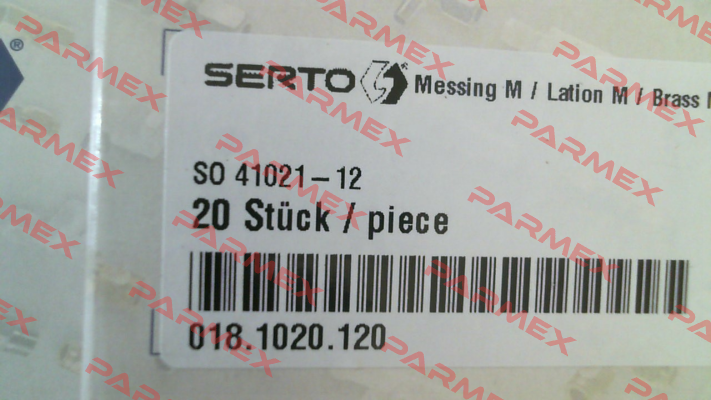 SERTO Messing M / Lation M / Brass
SO 41021-12
20 Stück / piece
018.1020.120
PARMEX